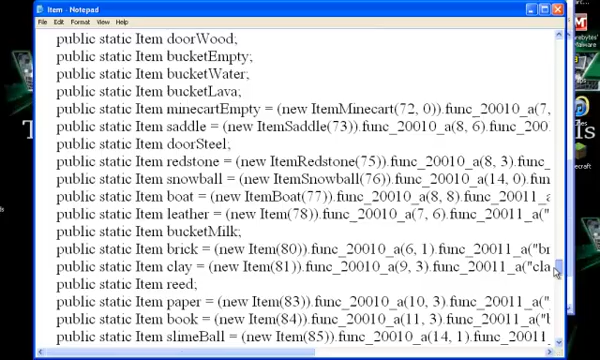 Item - Notepad
File Edit Format View Help
public static Item doorWood;
public static Item bucketEmpty;
public static Item bucketWater;
public static Item bucketLava;
public static Item minecartEmpty = (new ItemMinecart(72, 0)).func_20010_a(7,
public static Item saddle = (new ItemSaddle(73)).func_20010_a(8, 6).func_200
public static Item doorSteel;
public static Item redstone = (new ItemRedstone(75)).func_20010_a(8, 3).func_
public static Item snowball = (new ItemSnowball(76)).func_20010_a(14, 0).fun
public static Item boat = (new ItemBoat(77)).func_20010_a(8, 8).func_20011_a
public static Item leather = (new Item(78)).func_20010_a(7, 6).func_20011_a("
public static Item bucketMilk;
public static Item brick = (new Item(80)).func_20010_a(6, 1).func_20011_a("br
public static Item clay = (new Item(81)).func_20010_a(9, 3).func_20011_a("cla
public static Item reed;
public static Item paper = (new Item(83)).func_20010_a(10, 3).func_20011_a("
public static Item book = (new Item(84)).func_20010_a(11, 3).func_20011_a("b
public static Item slimeBall = (new Item(85)).func_20010_a(14, 1).func_20011_